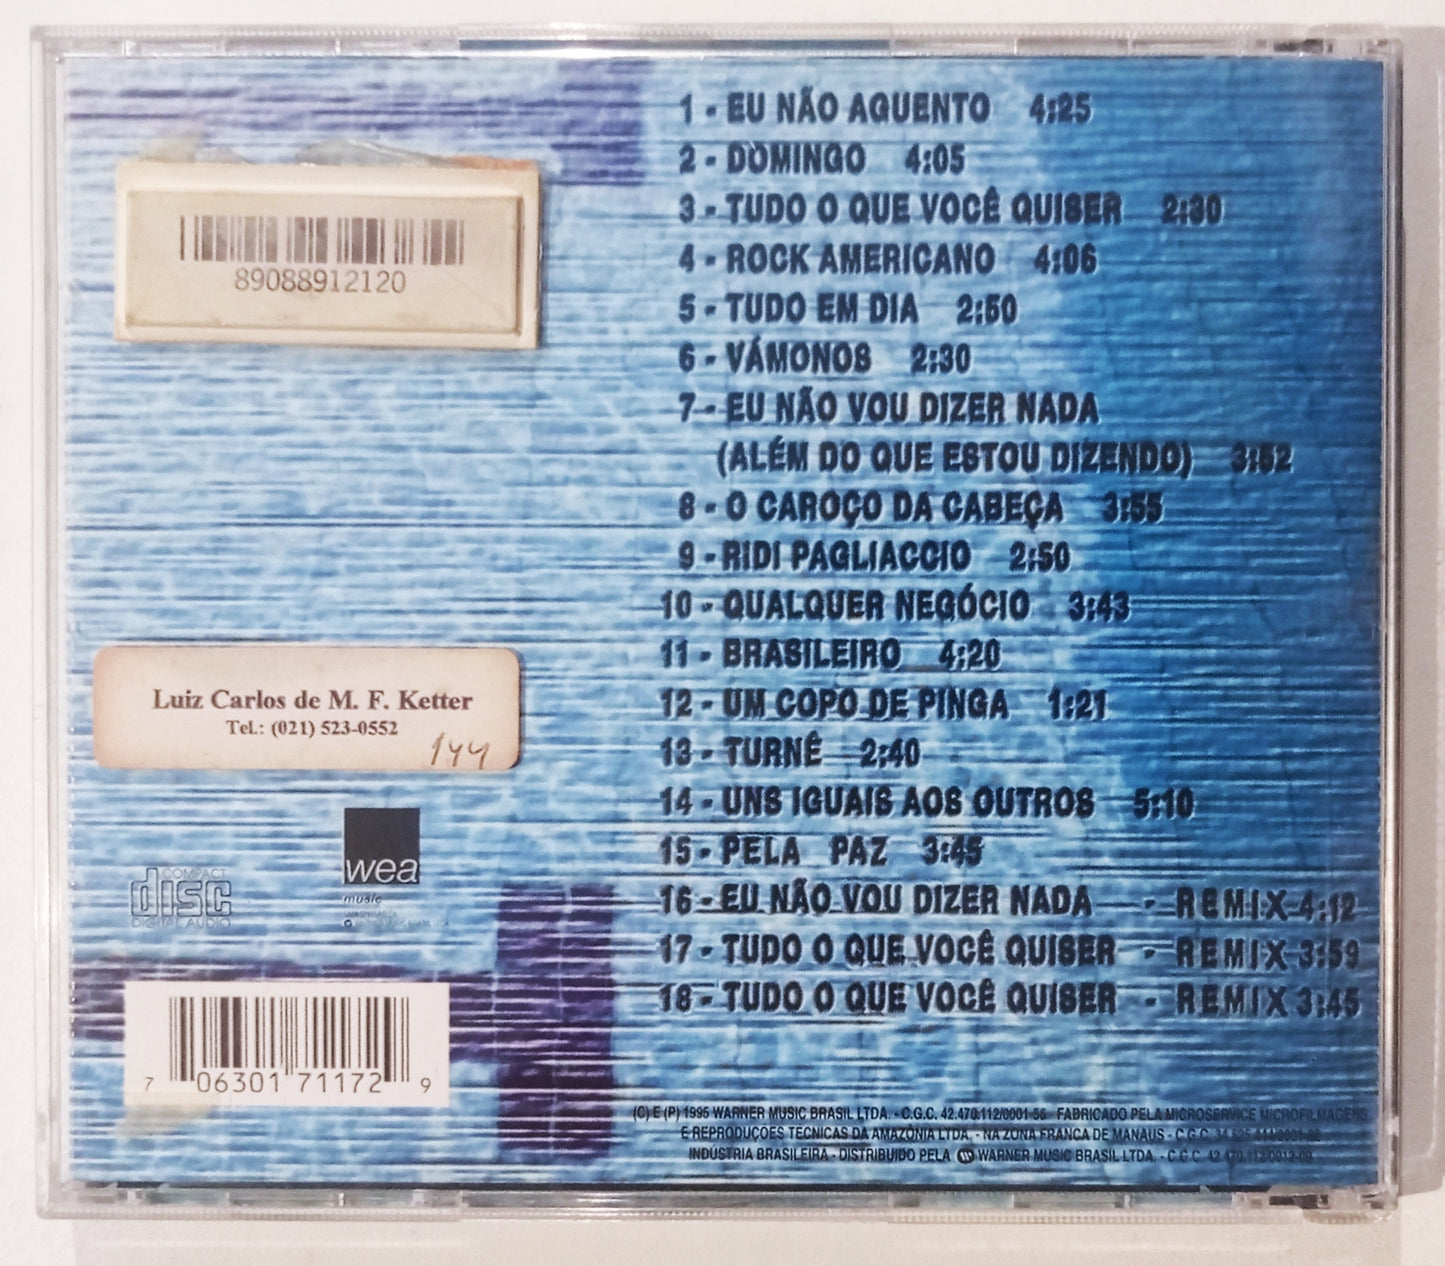 1 - EU NÃO AQUENTO 4:25
2 - DOMINGO 4:05
3 - TUDO O QUE VOCÊ QUISER 2:30
4 - ROCK AMERICANO 4:06
5 - TUDO EM DIA 2:50
6 - VÁMONOS 2:30
7 - EU NÃO VOU DIZER NADA
(ALÉM DO QUE ESTOU DIZENDO) 3:52
8 - O CAROÇO DA CABEÇA 3:55
9 - RIDI PAGLIACCIO 2:50
10 - QUALQUER NEGÓCIO 3:43
11 - BRASILEIRO 4:20
12 - UM COPO DE PINGA 1:21
13 - TURNÊ 2:40
14 - UNS IGUAIS AOS OUTROS 5:10
15 - PELA PAZ 3:45
16 - EU NÃO VOU DIZER NADA - REMIX 4:12
17 - TUDO O QUE VOCÊ QUISER - REMIX 3:59
18 - TUDO O QUE VOCÊ QUISER - REMIX 3:45
89088912120
Luiz Carlos de M. F. Ketter
Tel.: (021) 523-0552
144
COMPACT
disc
DIGITAL AUDIO
wea
music
7 06301 71172 9
(C) E (P) 1995 WARNER MUSIC BRASIL LTDA. - C.G.C. 42.470.112/0001-56 - FABRICADO PELA MICROSERVICE MICROFILMAGENS
E REPRODUÇÕES TECNICAS DA AMAZÔNIA LTDA. - NA ZONA FRANCA DE MANAUS - C.G.C.
INDÚSTRIA BRASILEIRA - DISTRIBUIDO PELA WARNER MUSIC BRASIL LTDA. - C.G.C.